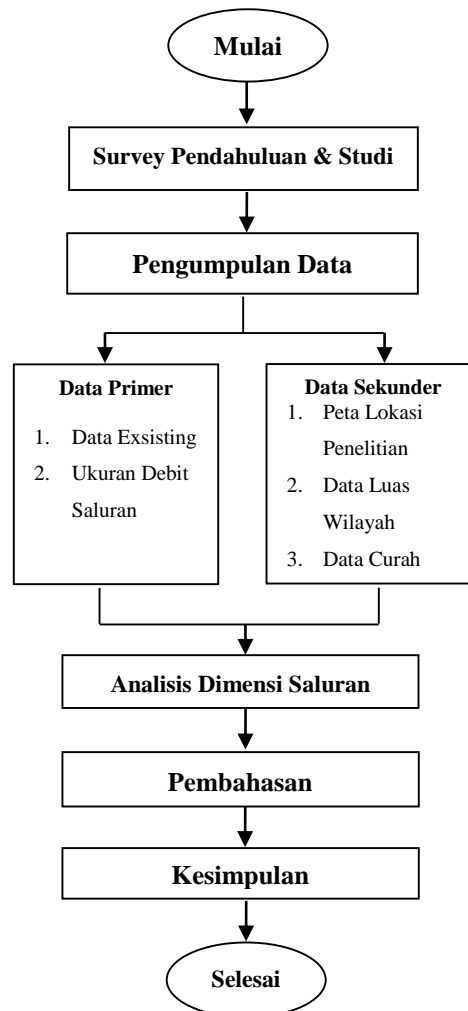 Mulai
Survey Pendahuluan & Studi
Pengumpulan Data
Data Primer
1. Data Exsisting
2. Ukuran Debit
Saluran
Data Sekunder
1. Peta Lokasi
Penelitian
2. Data Luas
Wilayah
3. Data Curah
Analisis Dimensi Saluran
Pembahasan
Kesimpulan
Selesai